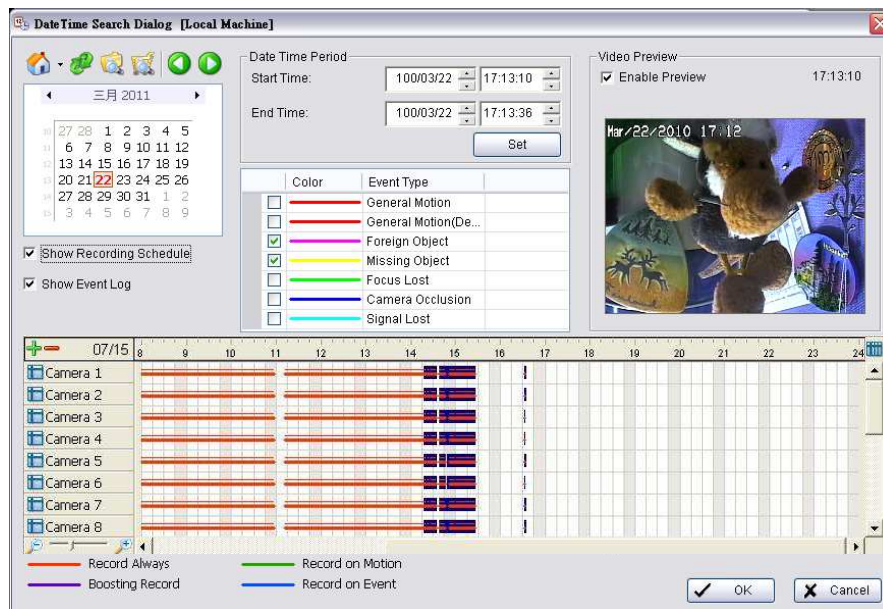 DateTime Search Dialog [Local Machine]
三月 2011
10 27 28 1 2 3 4 5
11 6 7 8 9 10 11 12
12 13 14 15 16 17 18 19
13 20 21 22 23 24 25 26
14 27 28 29 30 31 1 2
15 3 4 5 6 7 8 9
Show Recording Schedule
Show Event Log
Date Time Period
Start Time: 100/03/22 17:13:10
End Time: 100/03/22 17:13:36
Set
Color Event Type
General Motion
General Motion(De...
Foreign Object
Missing Object
Focus Lost
Camera Occlusion
Signal Lost
Video Preview
Enable Preview 17:13:10
Mar/22/2010 17:12
07/15 8 9 10 11 12 13 14 15 16 17 18 19 20 21 22 23 24
Camera 1
Camera 2
Camera 3
Camera 4
Camera 5
Camera 6
Camera 7
Camera 8
Record Always Record on Motion
Boosting Record Record on Event
OK Cancel